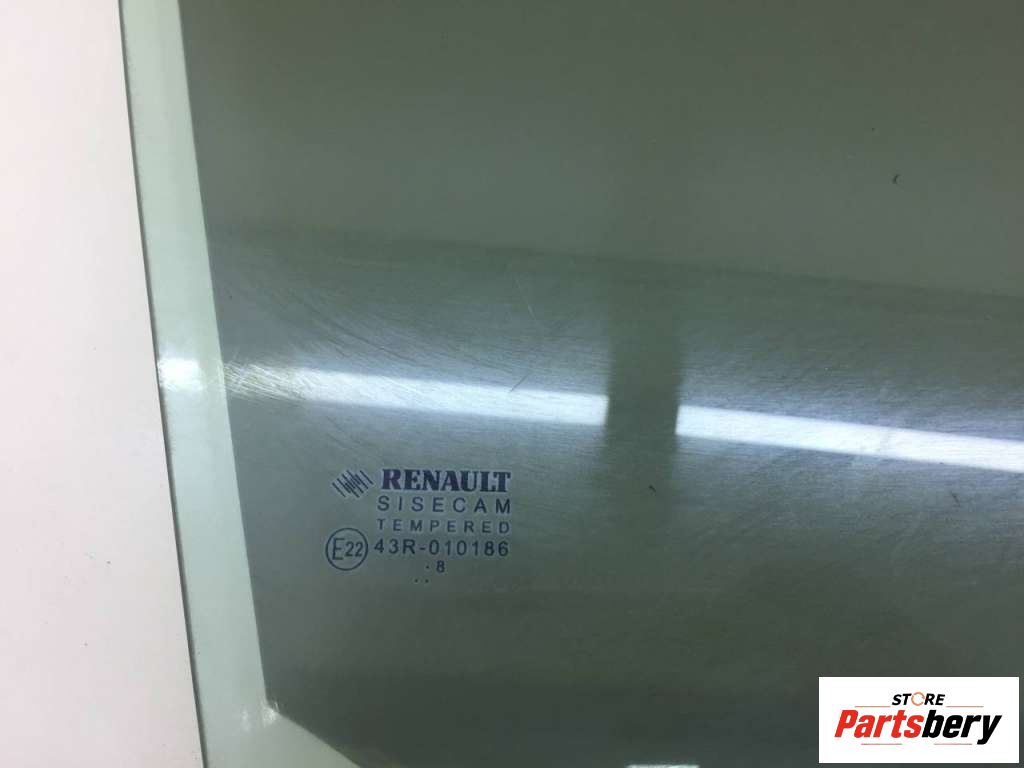 RENAULT
SISECAM
TEMPERED
E22 43R-010186
. 8
..
STORE
Partsbery